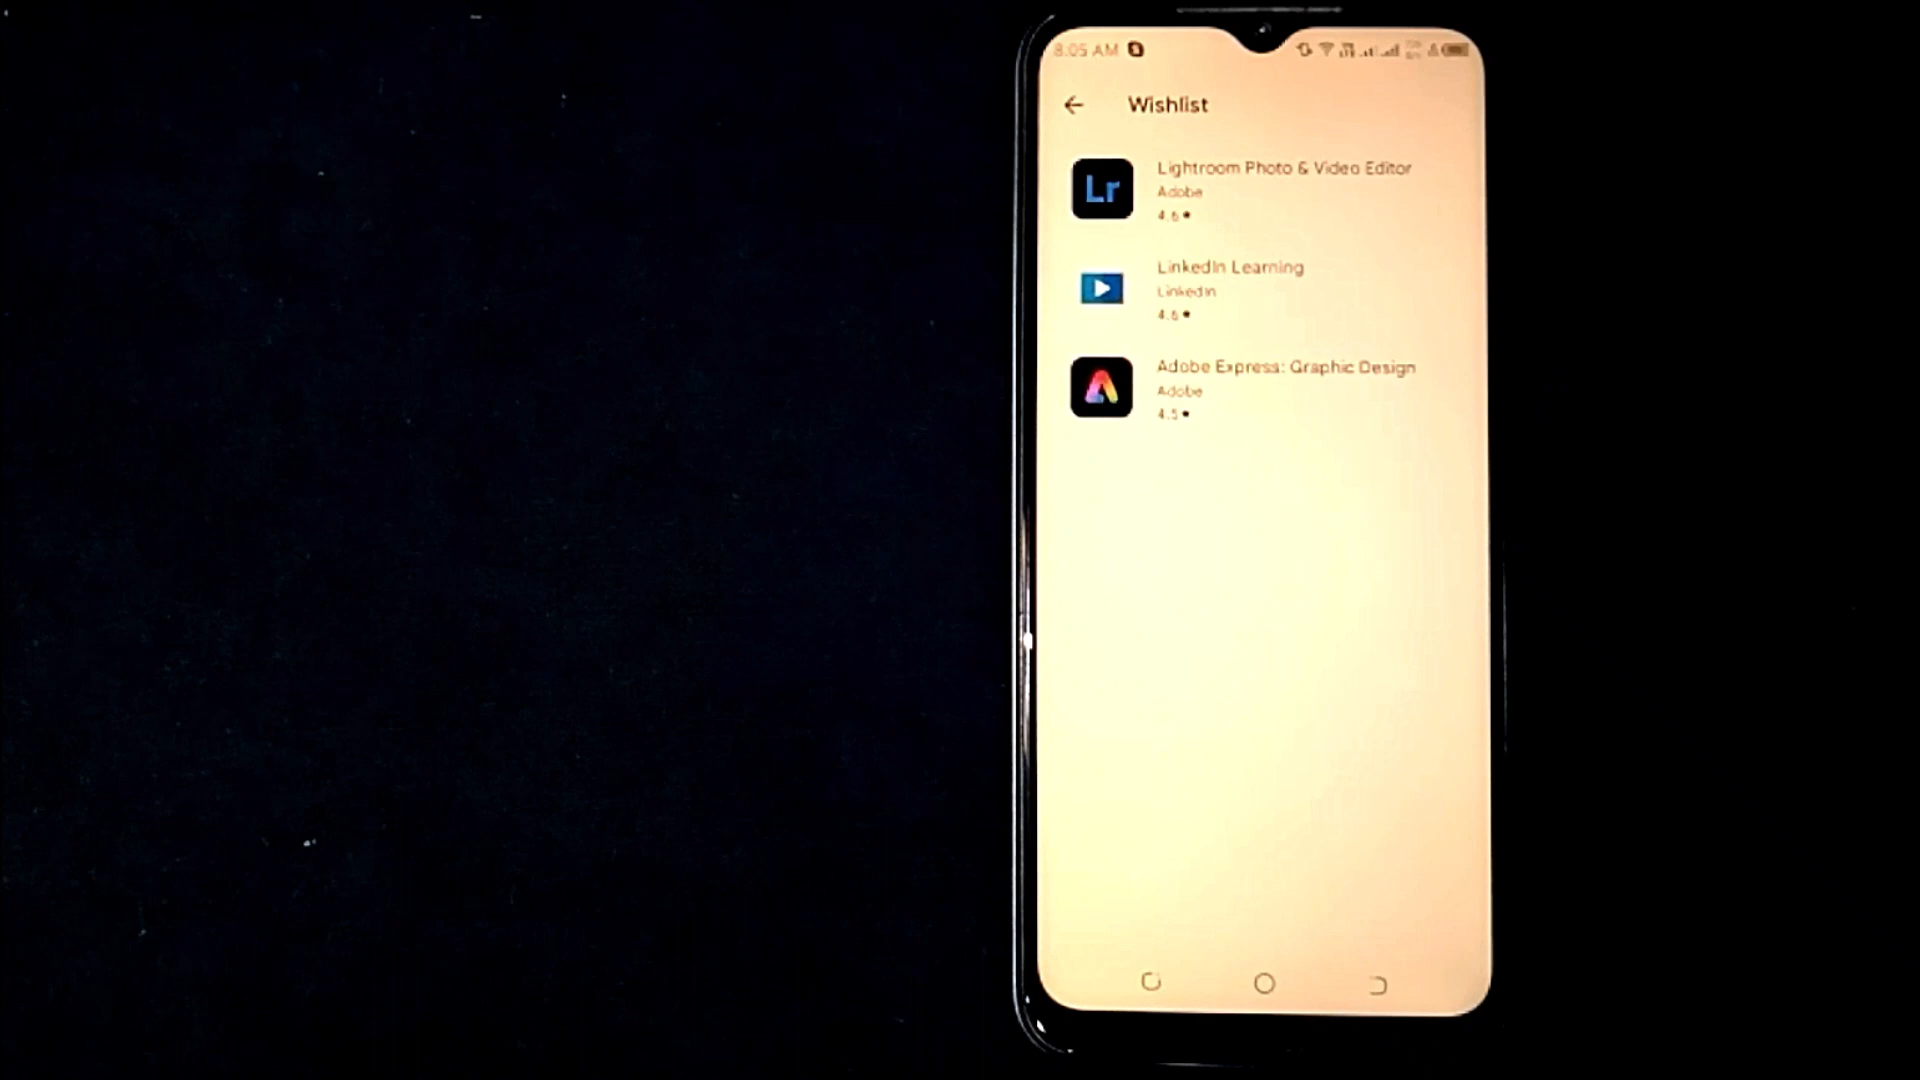 8:05 AM
Wishlist
Lr
Lightroom Photo & Video Editor
Adobe
4.6
LinkedIn Learning
LinkedIn
4.6
Adobe Express: Graphic Design
Adobe
4.5